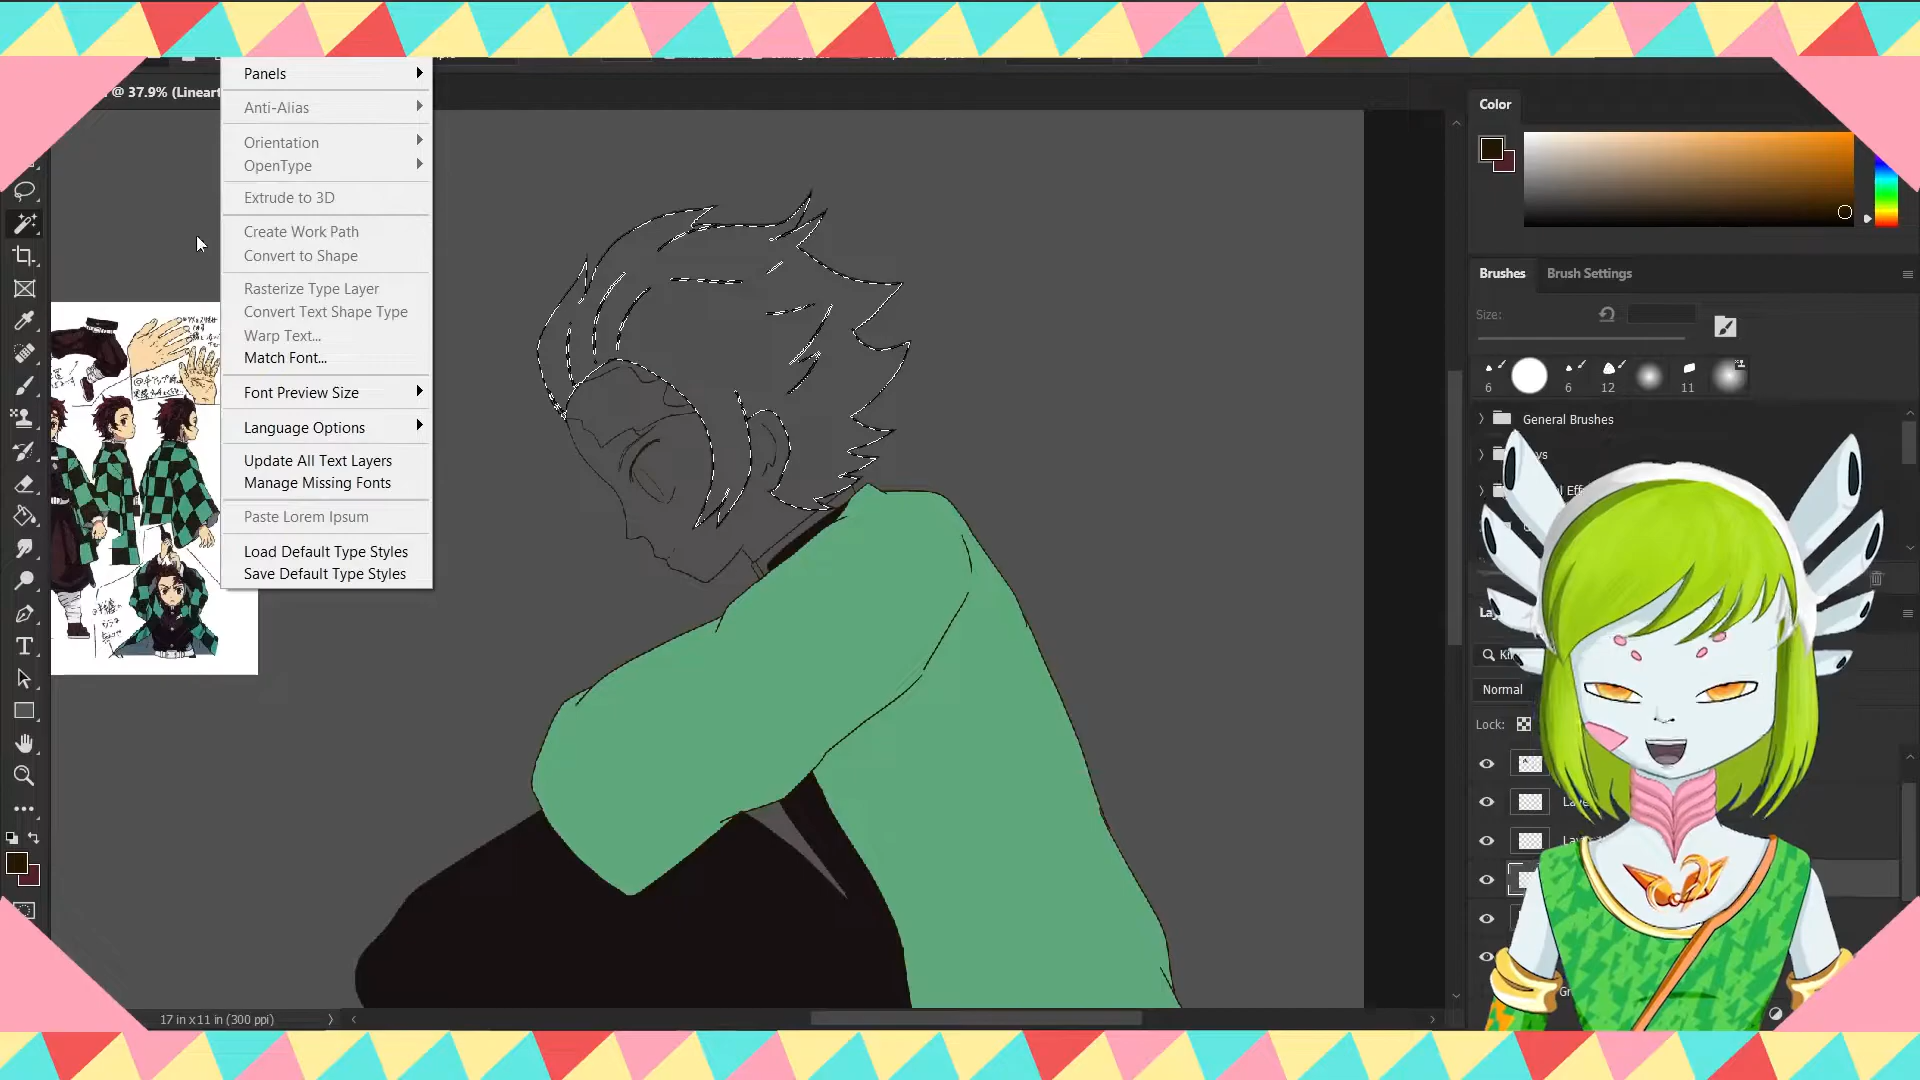 Panels
@ 37.9% (Lineart
Anti-Alias
Orientation
OpenType
Extrude to 3D
Create Work Path
Convert to Shape
Rasterize Type Layer
Convert Text Shape Type
Warp Text...
Match Font...
Font Preview Size
Language Options
Update All Text Layers
Manage Missing Fonts
Paste Lorem Ipsum
Load Default Type Styles
Save Default Type Styles
17 in x 11 in (300 ppi)
Color
Brushes
Brush Settings
Size:
6
6
12
11
General Brushes
Normal
Lock: